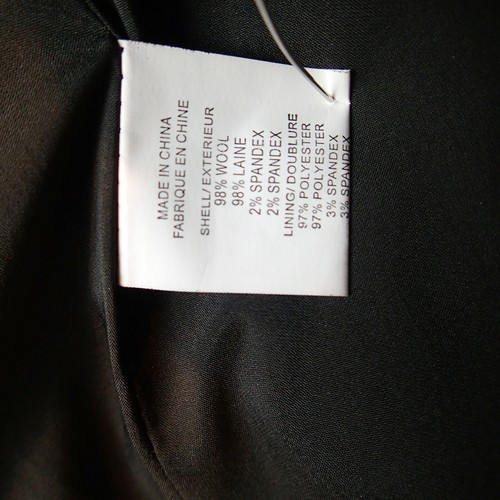 MADE IN CHINA
FABRIQUE EN CHINE
SHELL/EXTERIEUR
98% WOOL
98% LAINE
2% SPANDEX
2% SPANDEX
LINING/DOUBLURE
97% POLYESTER
97% POLYESTER
3% SPANDEX
3% SPANDEX